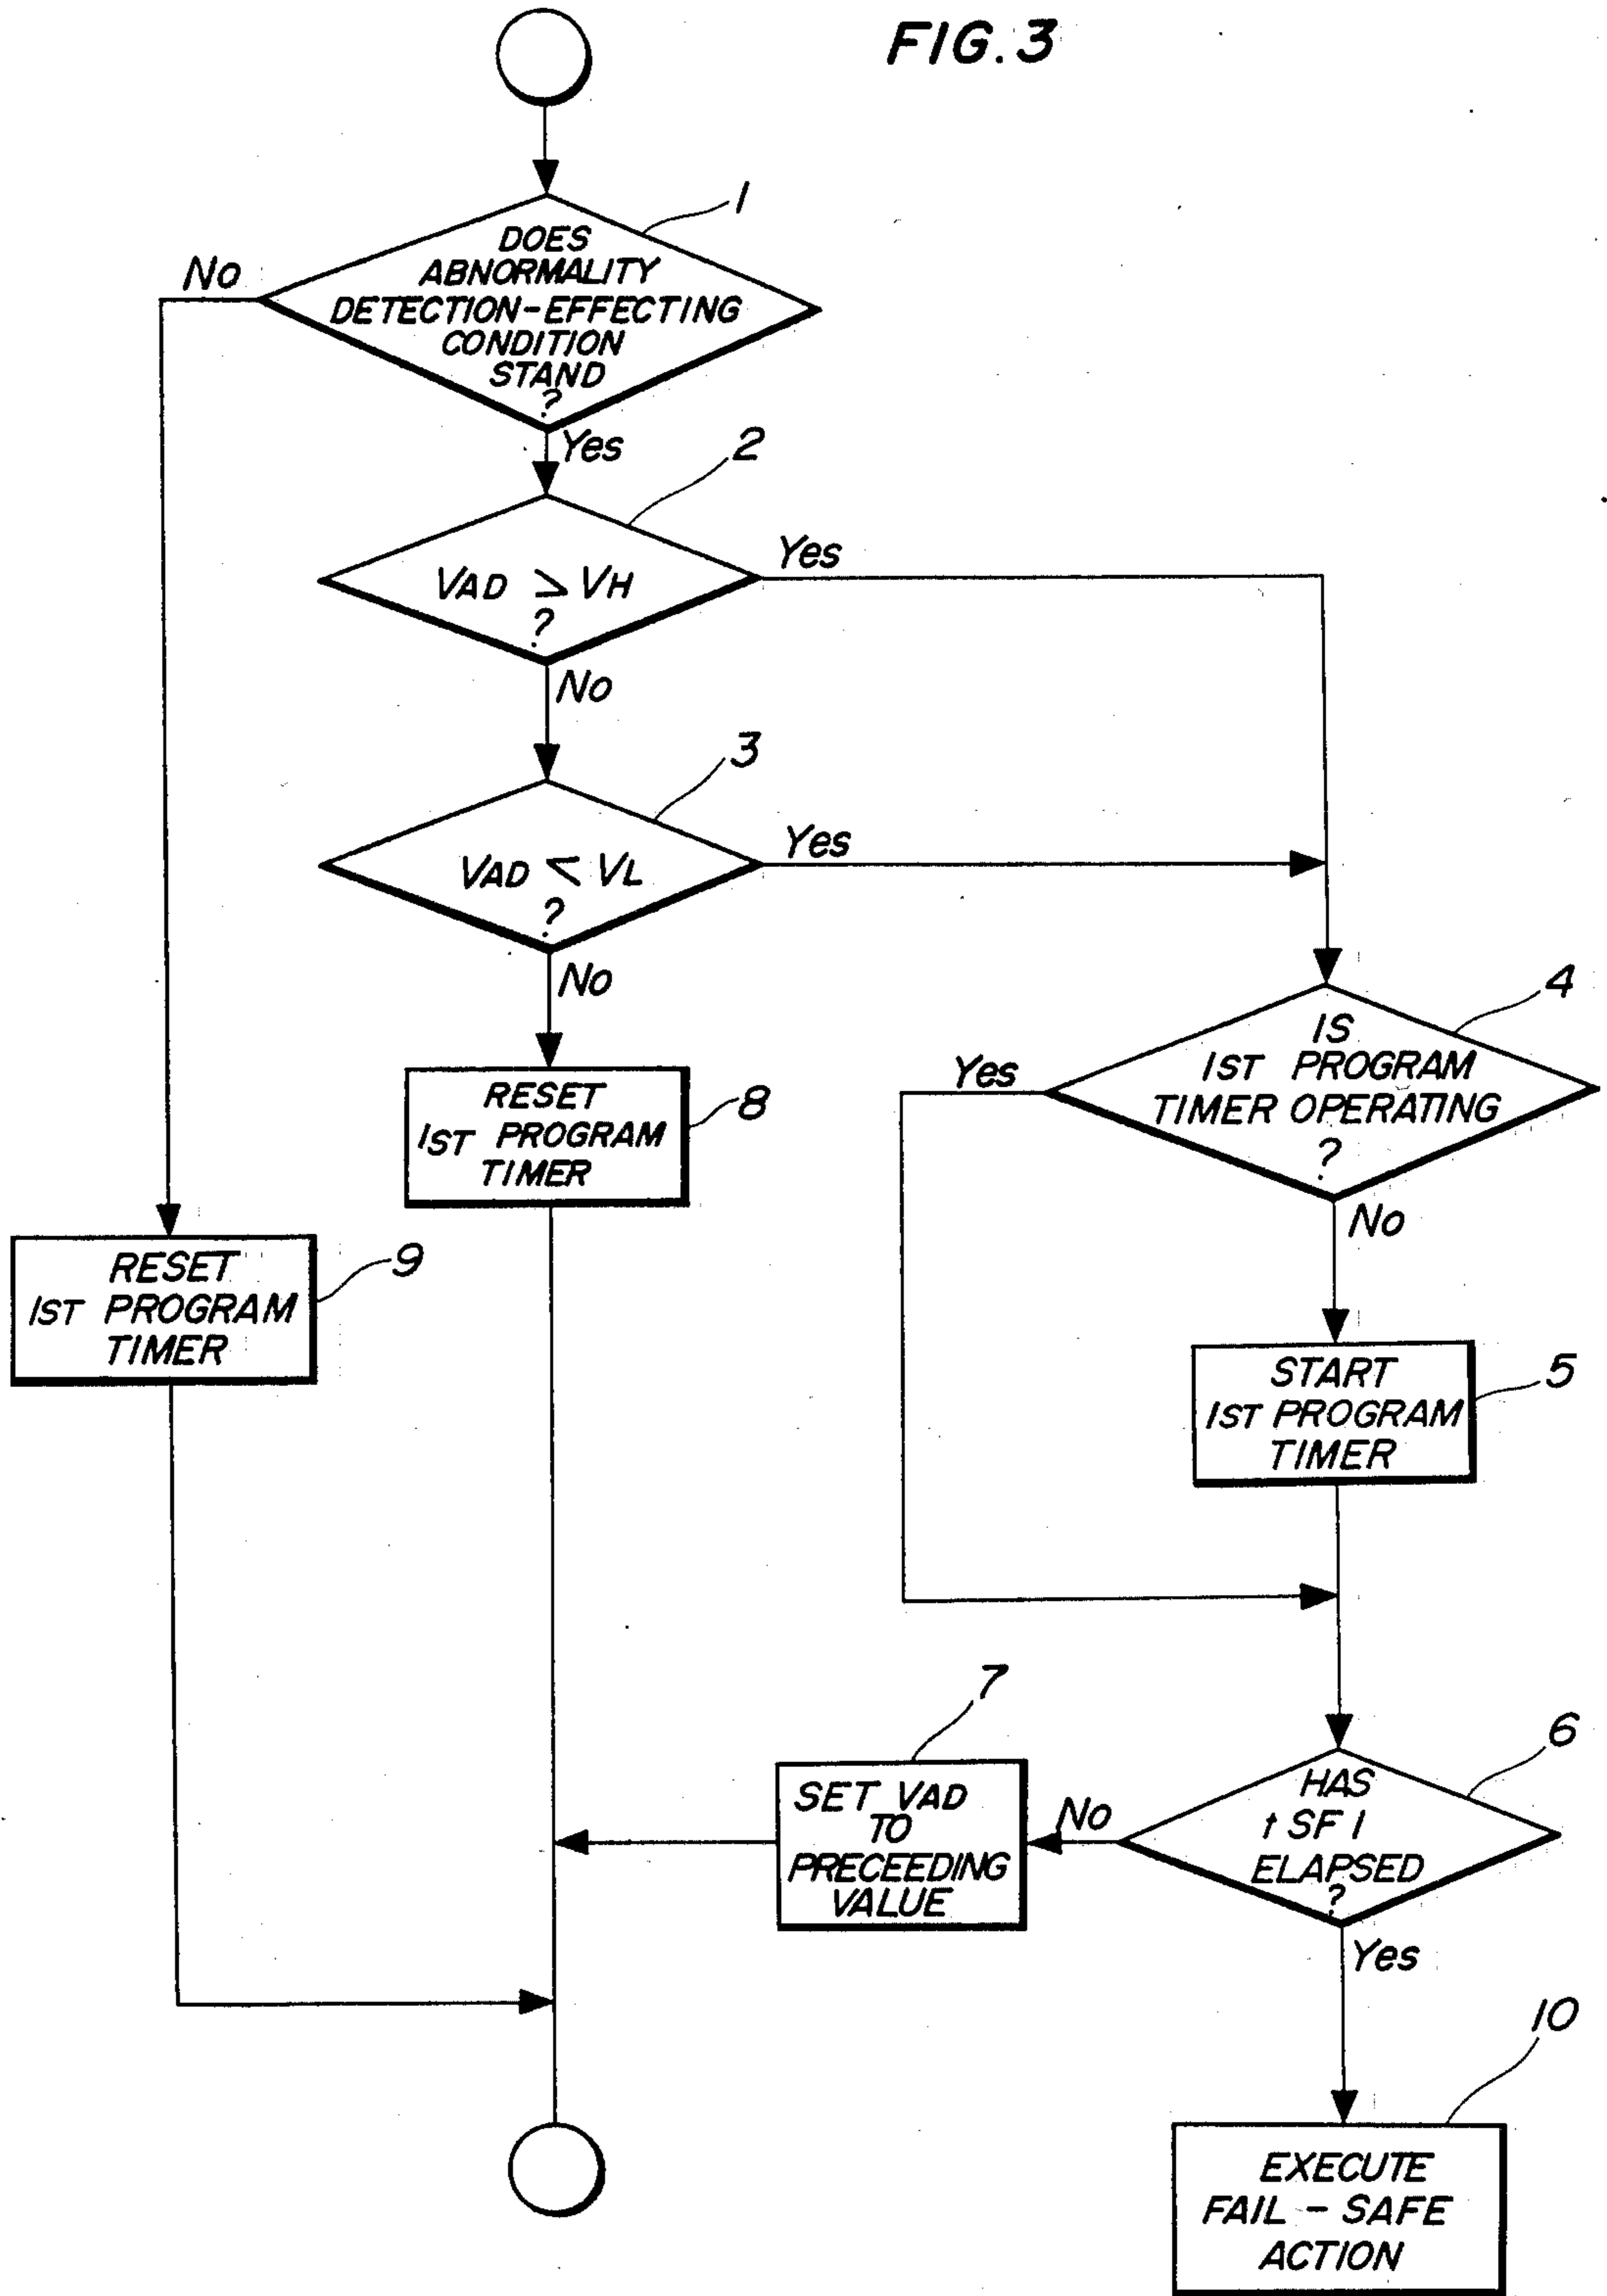 FIG. 3
1
DOES
ABNORMALITY
DETECTION-EFFECTING
CONDITION
STAND
?
No
Yes
2
VAD > VH
?
Yes
No
3
VAD < VL
?
Yes
No
4
IS
1ST PROGRAM
TIMER OPERATING
?
Yes
No
RESET
1ST PROGRAM
TIMER
8
RESET
1ST PROGRAM
TIMER
9
START
1ST PROGRAM
TIMER
5
7
SET VAD
TO
PRECEEDING
VALUE
No
6
HAS
t SF 1
ELAPSED
?
Yes
10
EXECUTE
FAIL - SAFE
ACTION